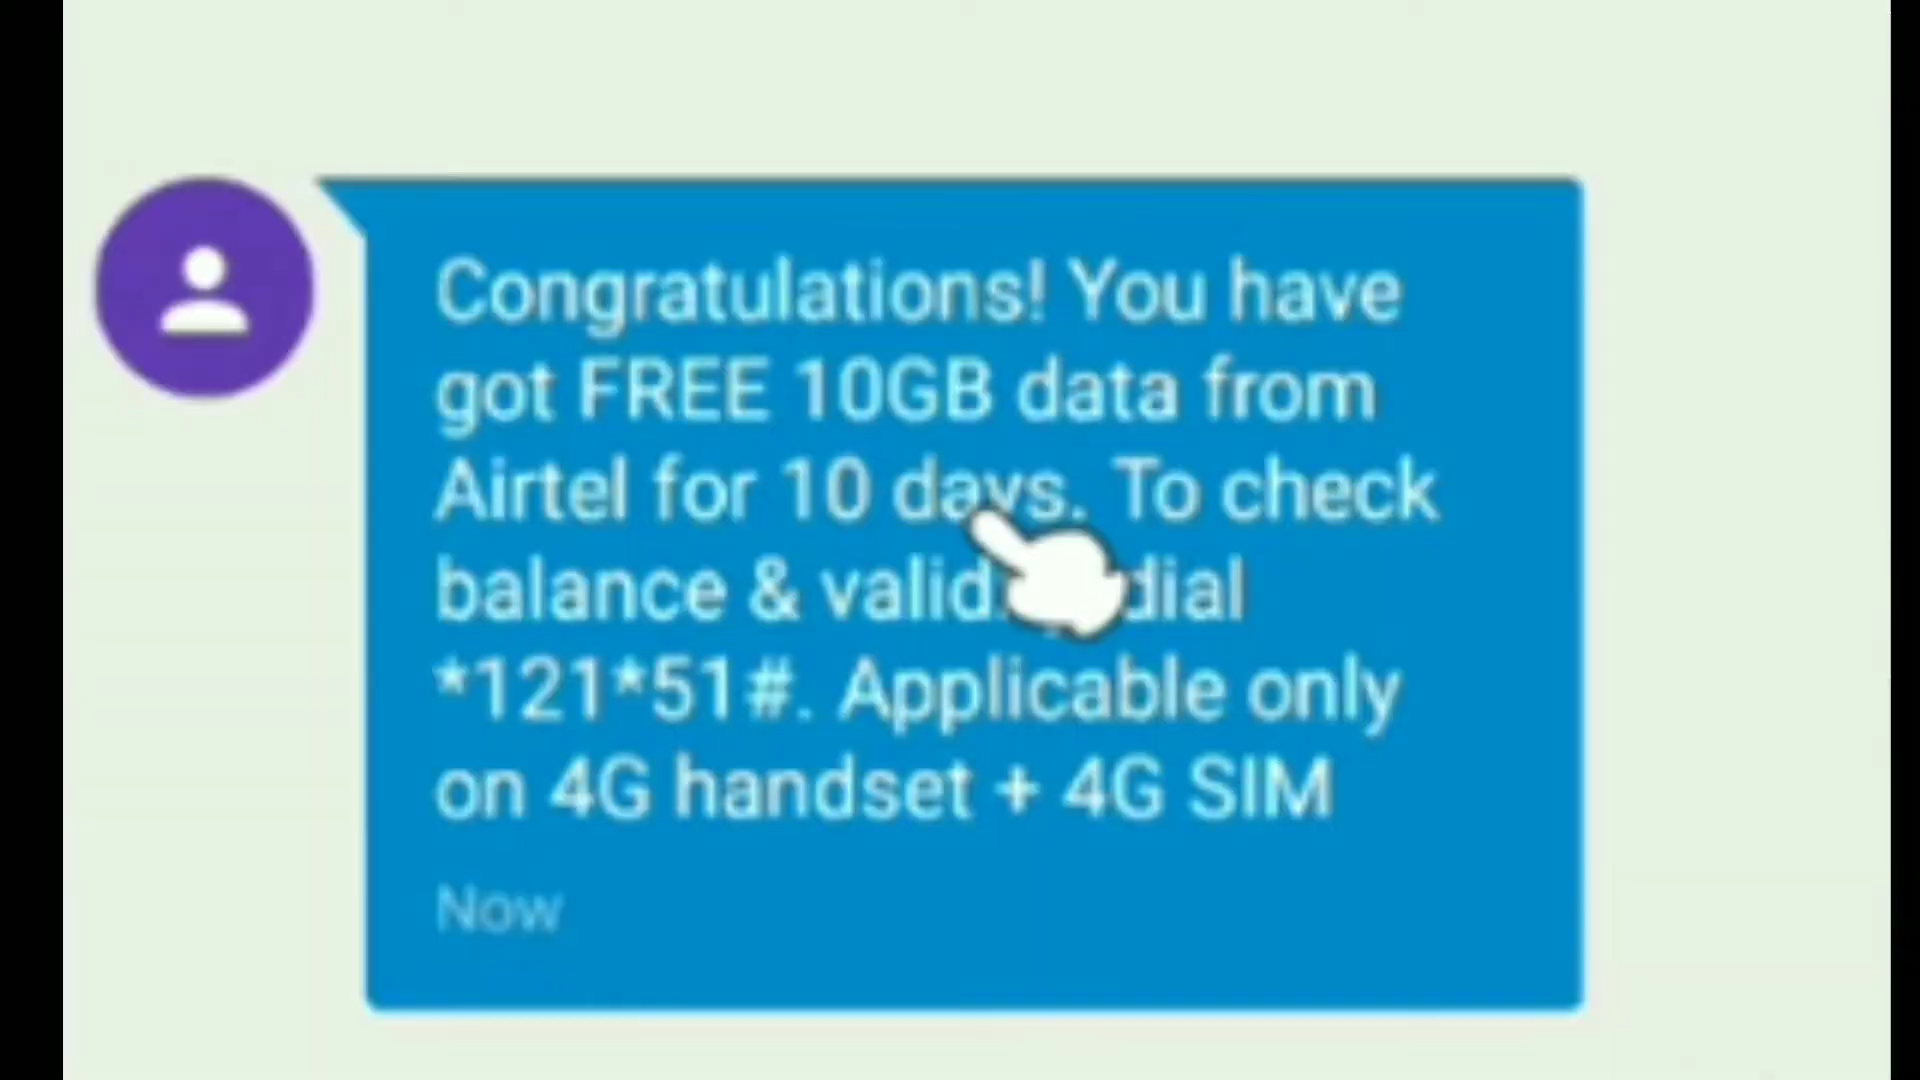 Congratulations! You have
got FREE 10GB data from
Airtel for 10 days. To check
balance & dial
*121*51#. Applicable only
on 4G handset + 4G SIM
Now